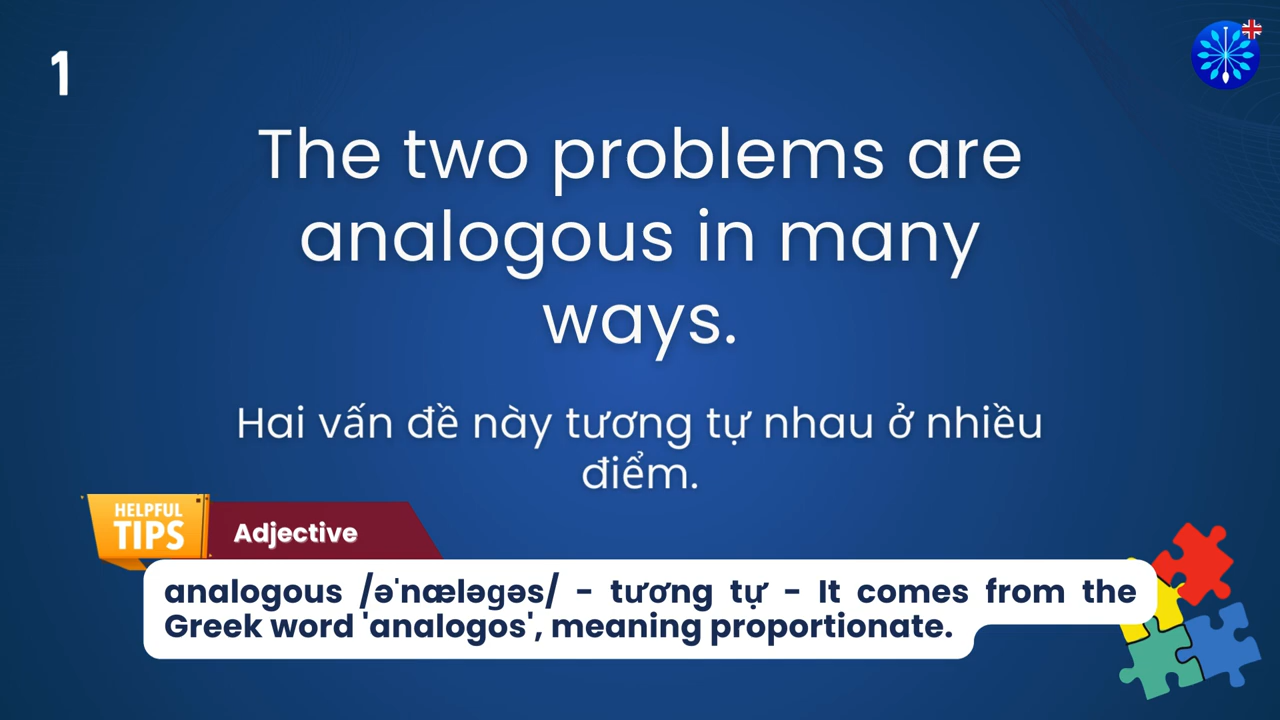 1
The two problems are
analogous in many
ways.
Hai vấn đề này tương tự nhau ở nhiều
điểm.
HELPFUL
TIPS
Adjective
analogous /ə'næləgəs/ - tương tự - It comes from the
Greek word 'analogos', meaning proportionate.